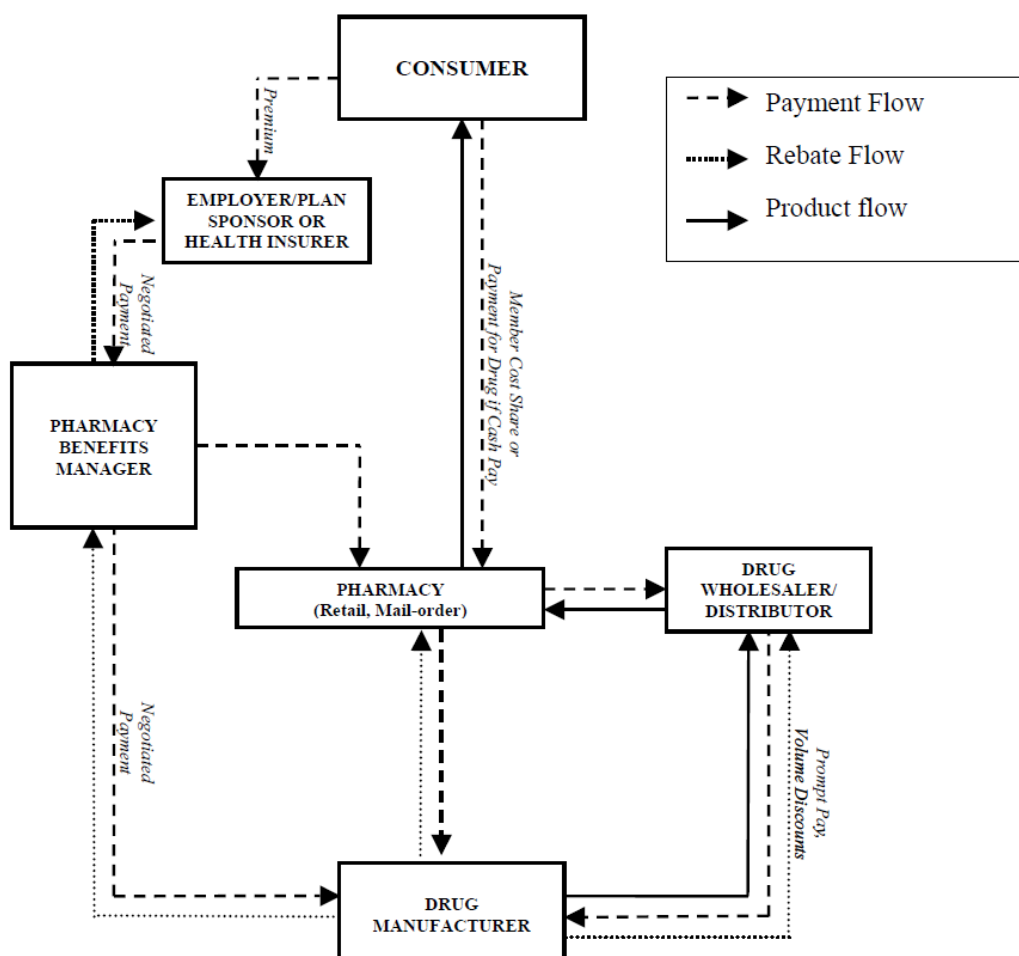 CONSUMER
Payment Flow
Rebate Flow
Product flow
Premium
EMPLOYER/PLAN
SPONSOR OR
HEALTH INSURER
Negotiated
Payment
Member Cost Share or
Payment for Drug if Cash Pay
PHARMACY
BENEFITS
MANAGER
PHARMACY
(Retail, Mail-order)
DRUG
WHOLESALER/
DISTRIBUTOR
Negotiated
Payment
Prompt Pay,
Volume Discounts
DRUG
MANUFACTURER